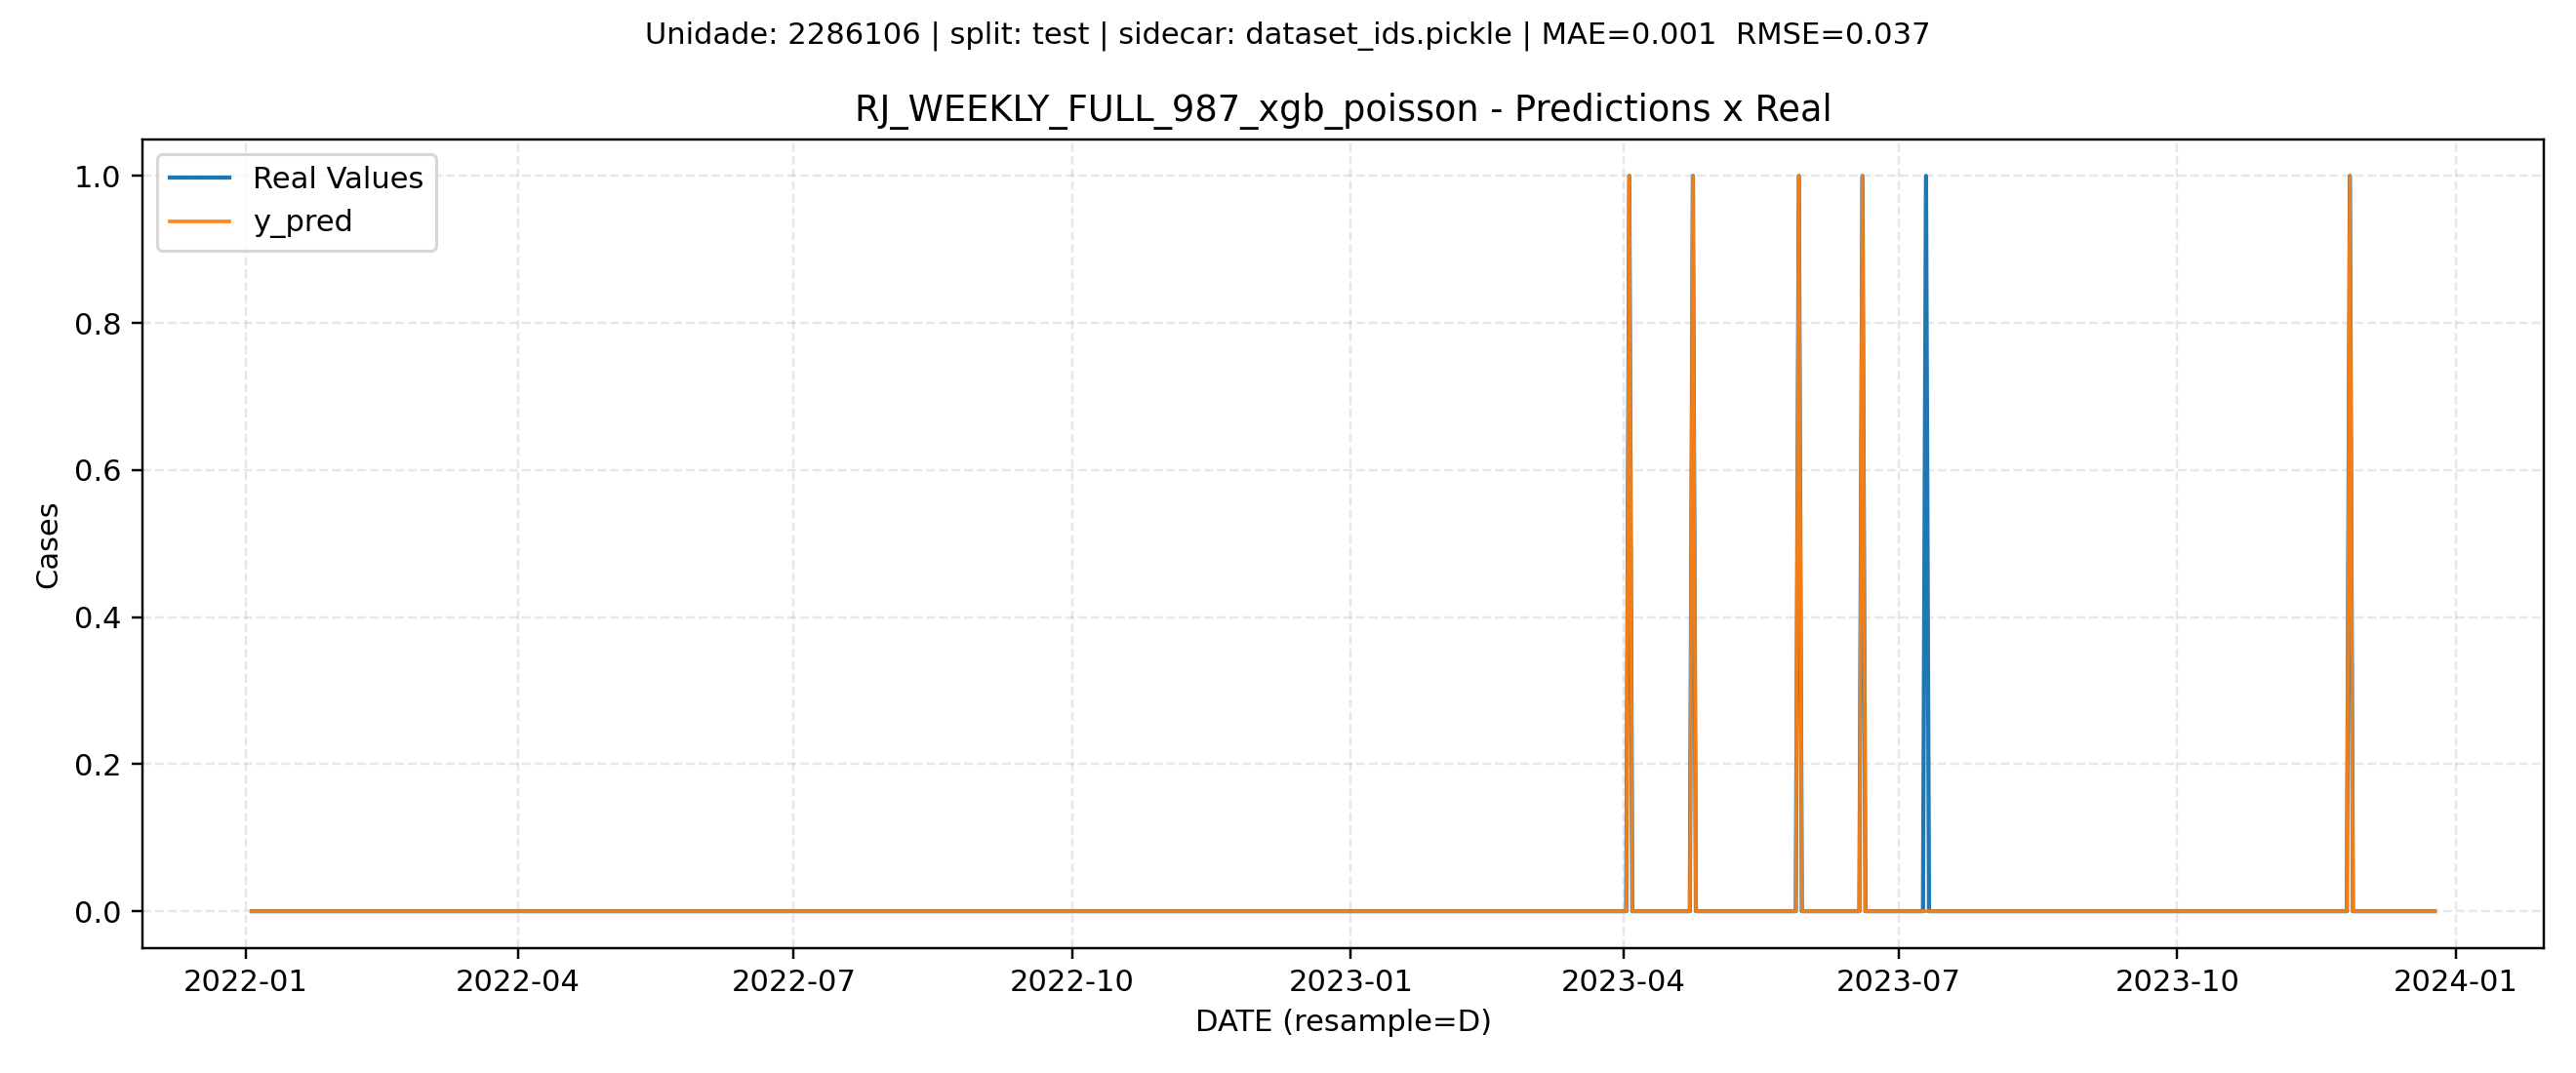 Unidade: 2286106 | split: test | sidecar: dataset_ids.pickle | MAE=0.001  RMSE=0.037
RJ_WEEKLY_FULL_987_xgb_poisson - Predictions x Real
Real Values
y_pred
1.0
0.8
0.6
0.4
0.2
0.0
Cases
2022-01 2022-04 2022-07 2022-10 2023-01 2023-04 2023-07 2023-10 2024-01
DATE (resample=D)